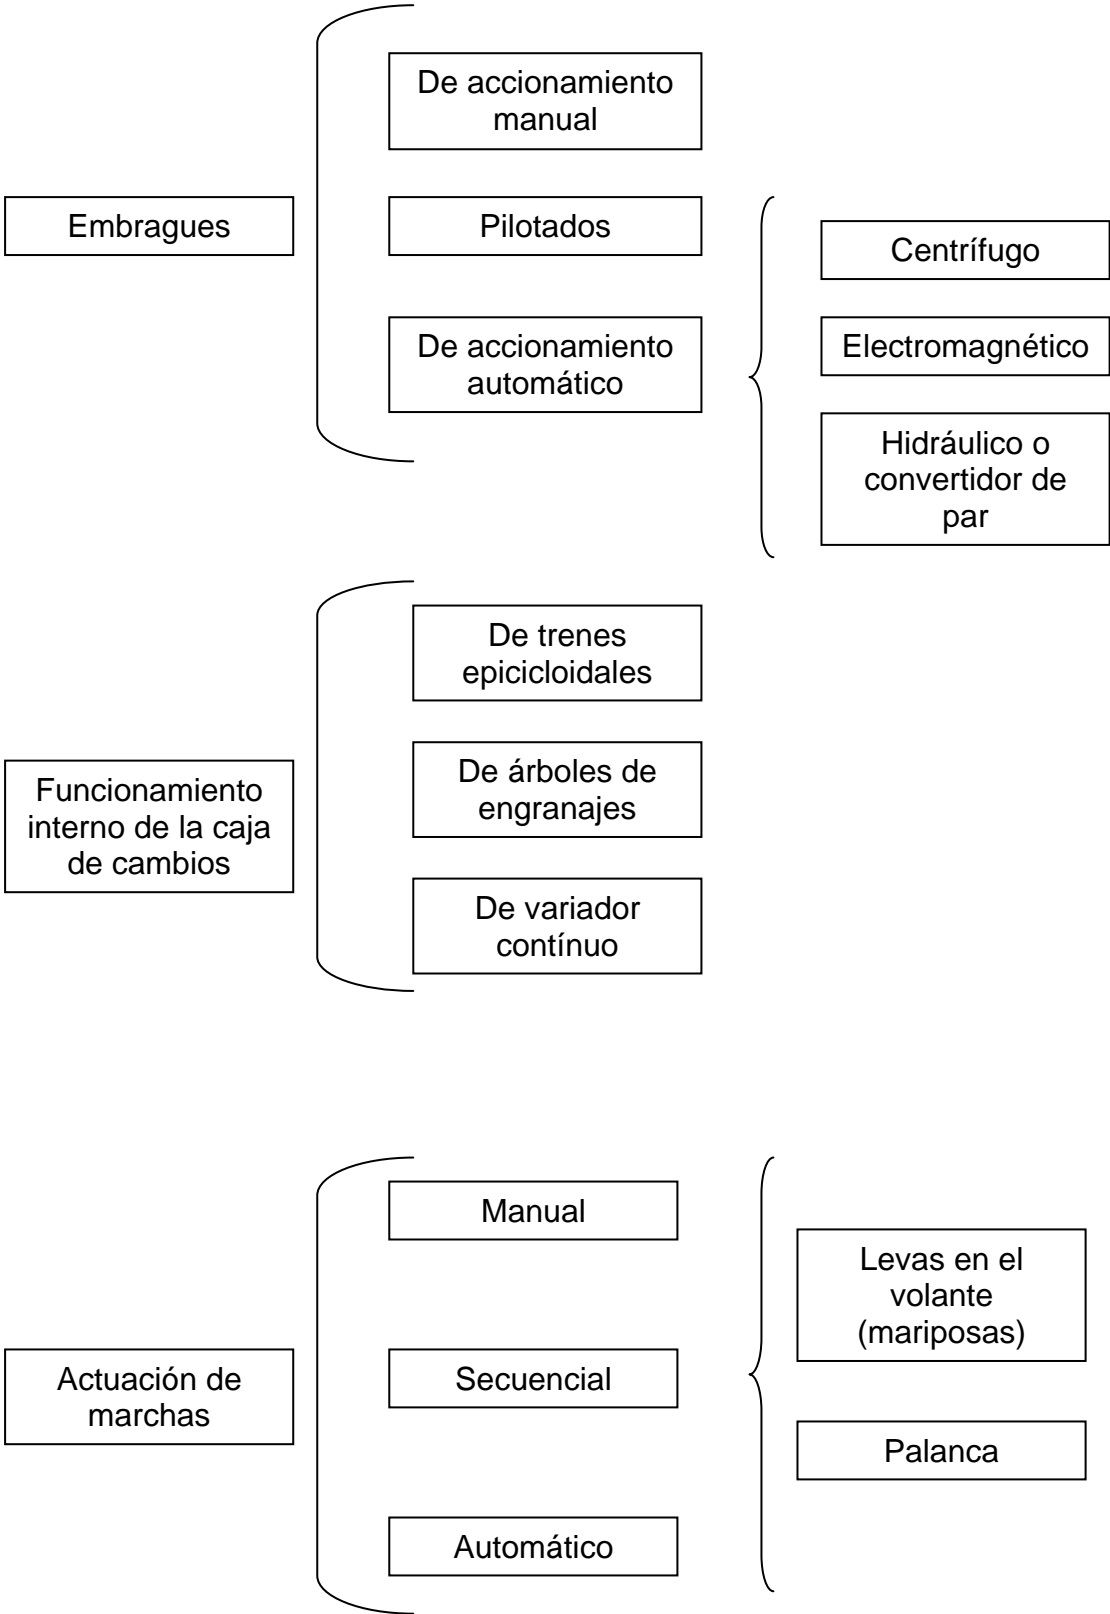 De accionamiento
manual
Embragues
Pilotados
Centrífugo
De accionamiento
automático
Electromagnético
Hidráulico o
convertidor de
par
De trenes
epicicloidales
Funcionamiento
interno de la caja
de cambios
De árboles de
engranajes
De variador
contínuo
Manual
Levas en el
volante
(mariposas)
Actuación de
marchas
Secuencial
Palanca
Automático